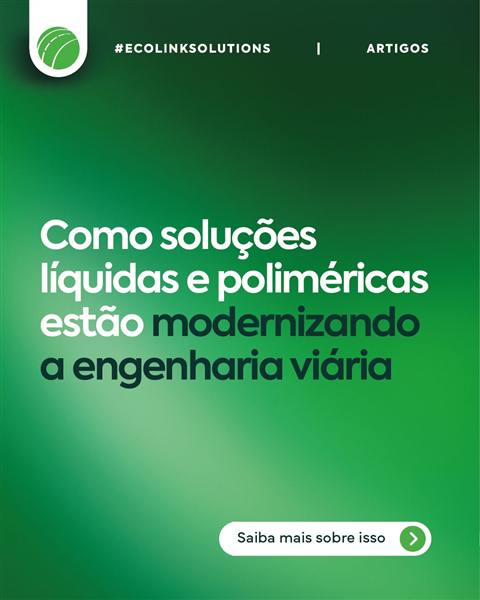 #ECOLINKSOLUTIONS | ARTIGOS
Como soluções
líquidas e poliméricas
estão modernizando
a engenharia viária
Saiba mais sobre isso